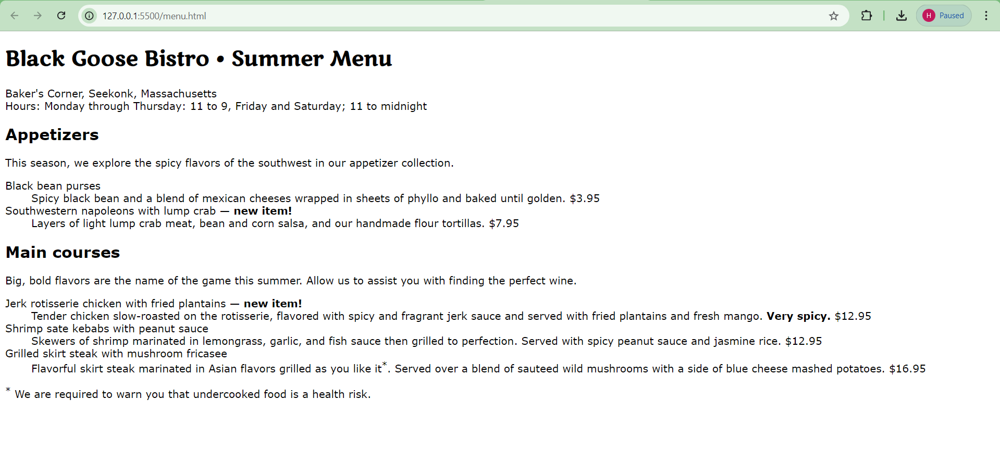 127.0.0.1:5500/menu.html
H Paused
Black Goose Bistro • Summer Menu
Baker's Corner, Seekonk, Massachusetts
Hours: Monday through Thursday: 11 to 9, Friday and Saturday; 11 to midnight
Appetizers
This season, we explore the spicy flavors of the southwest in our appetizer collection.
Black bean purses
Spicy black bean and a blend of mexican cheeses wrapped in sheets of phyllo and baked until golden. $3.95
Southwestern napoleons with lump crab — new item!
Layers of light lump crab meat, bean and corn salsa, and our handmade flour tortillas. $7.95
Main courses
Big, bold flavors are the name of the game this summer. Allow us to assist you with finding the perfect wine.
Jerk rotisserie chicken with fried plantains — new item!
Tender chicken slow-roasted on the rotisserie, flavored with spicy and fragrant jerk sauce and served with fried plantains and fresh mango. Very spicy. $12.95
Shrimp sate kebabs with peanut sauce
Skewers of shrimp marinated in lemongrass, garlic, and fish sauce then grilled to perfection. Served with spicy peanut sauce and jasmine rice. $12.95
Grilled skirt steak with mushroom fricasee
Flavorful skirt steak marinated in Asian flavors grilled as you like it*. Served over a blend of sauteed wild mushrooms with a side of blue cheese mashed potatoes. $16.95
* We are required to warn you that undercooked food is a health risk.